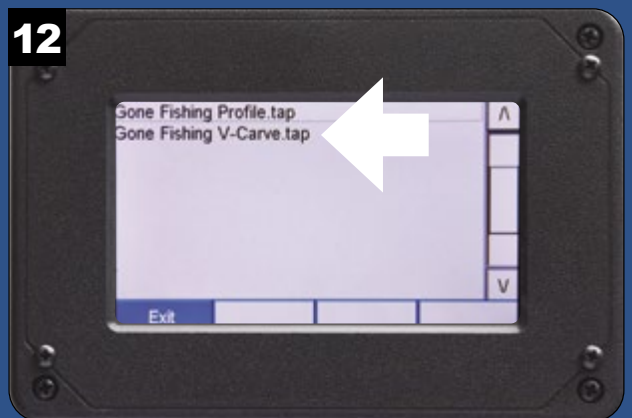 12
Gone Fishing Profile.tap
Gone Fishing V-Carve.tap
Λ
V
Exit